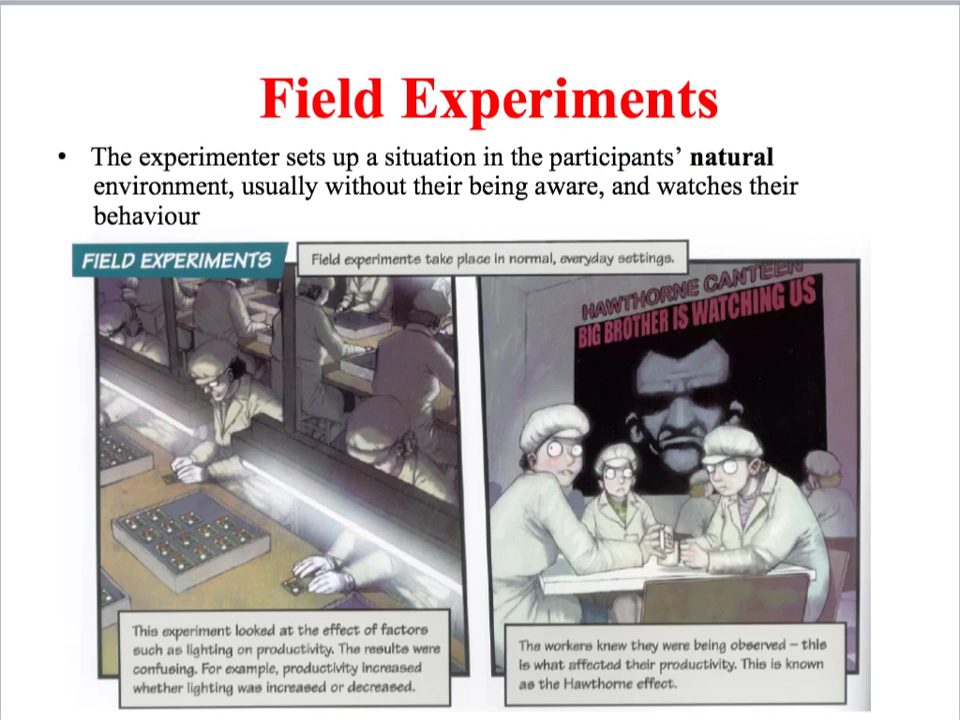 Field Experiments
• The experimenter sets up a situation in the participants’ natural
environment, usually without their being aware, and watches their
behaviour
FIELD EXPERIMENTS
Field experiments take place in normal, everyday settings.
HAWTHORNE CANTEEN
BIG BROTHER IS WATCHING US
This experiment looked at the effect of factors
such as lighting on productivity. The results were
confusing. For example, productivity increased
whether lighting was increased or decreased.
The workers knew they were being observed – this
is what affected their productivity. This is known
as the Hawthorne effect.